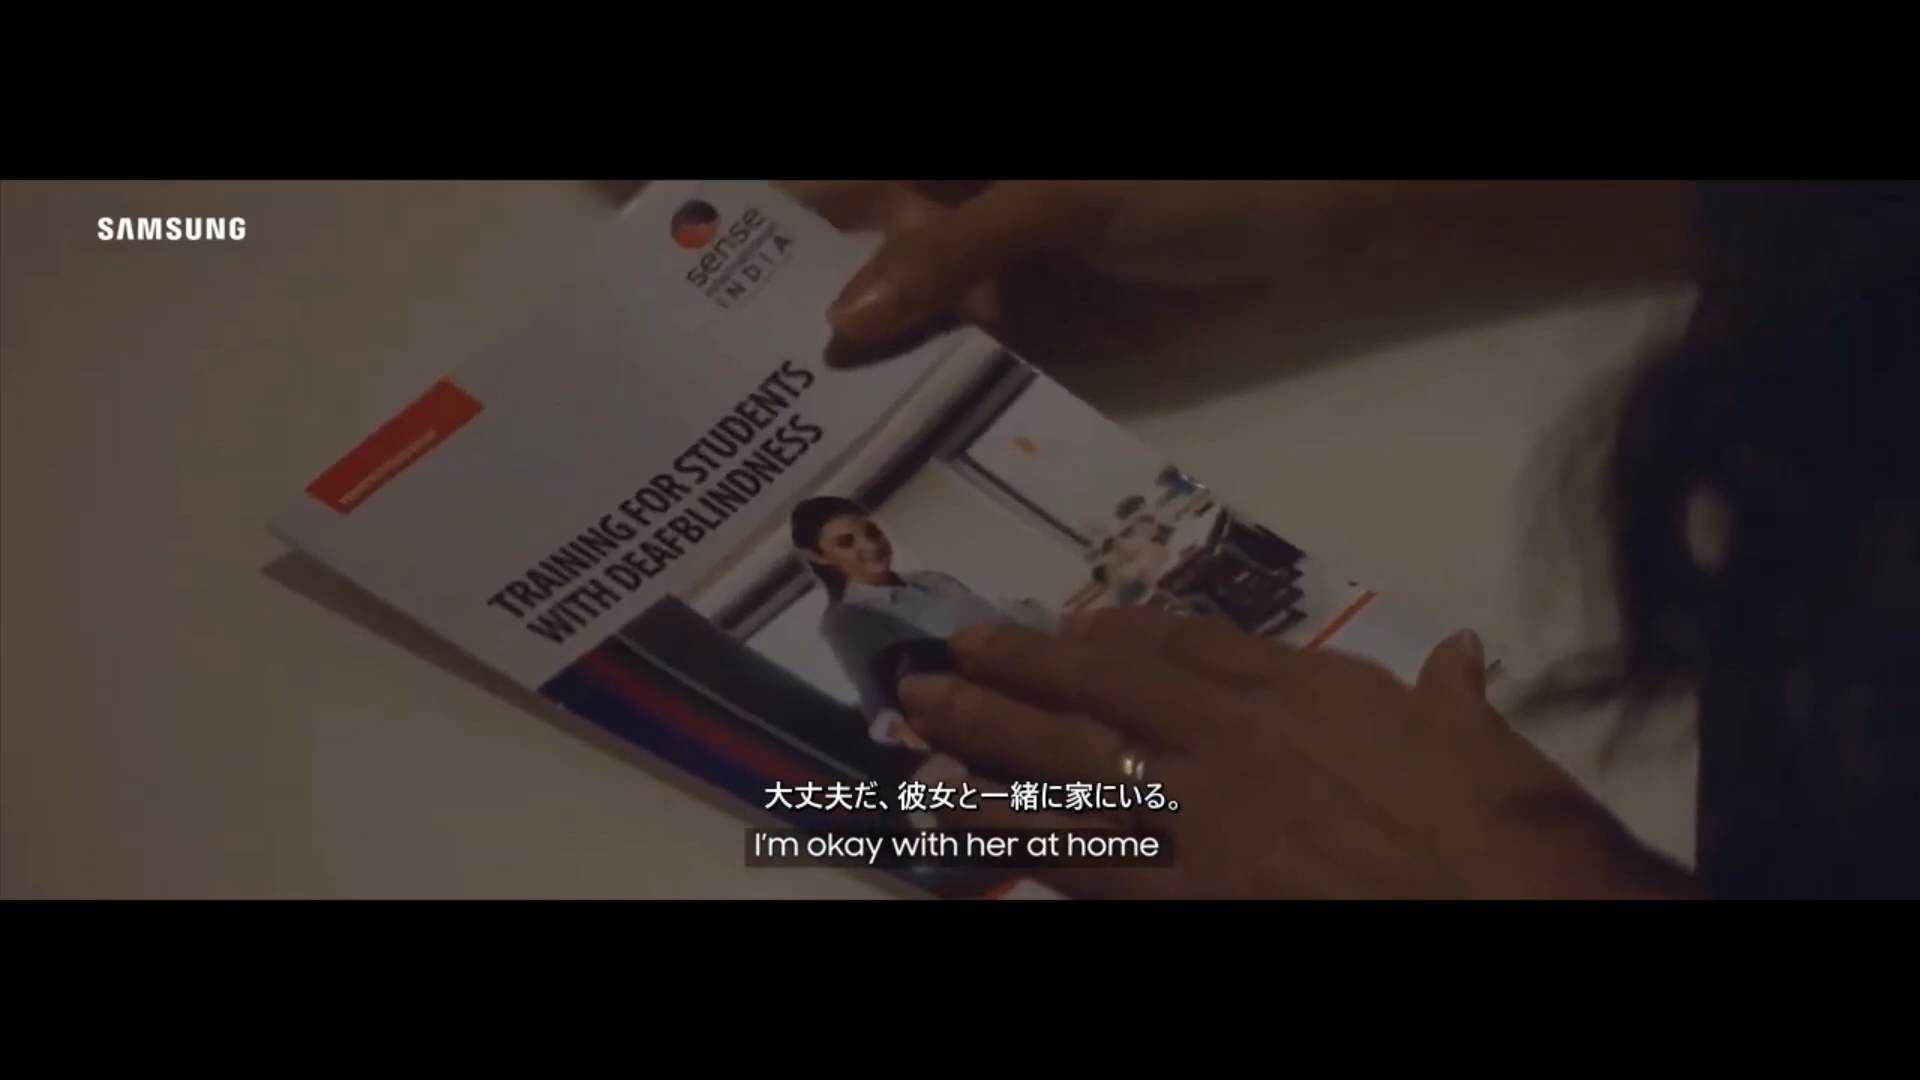 SAMSUNG
sense
international
INDIA
TRAINING FOR STUDENTS
WITH DEAFBLINDNESS
大丈夫だ、彼女と一緒に家にいる。
I'm okay with her at home